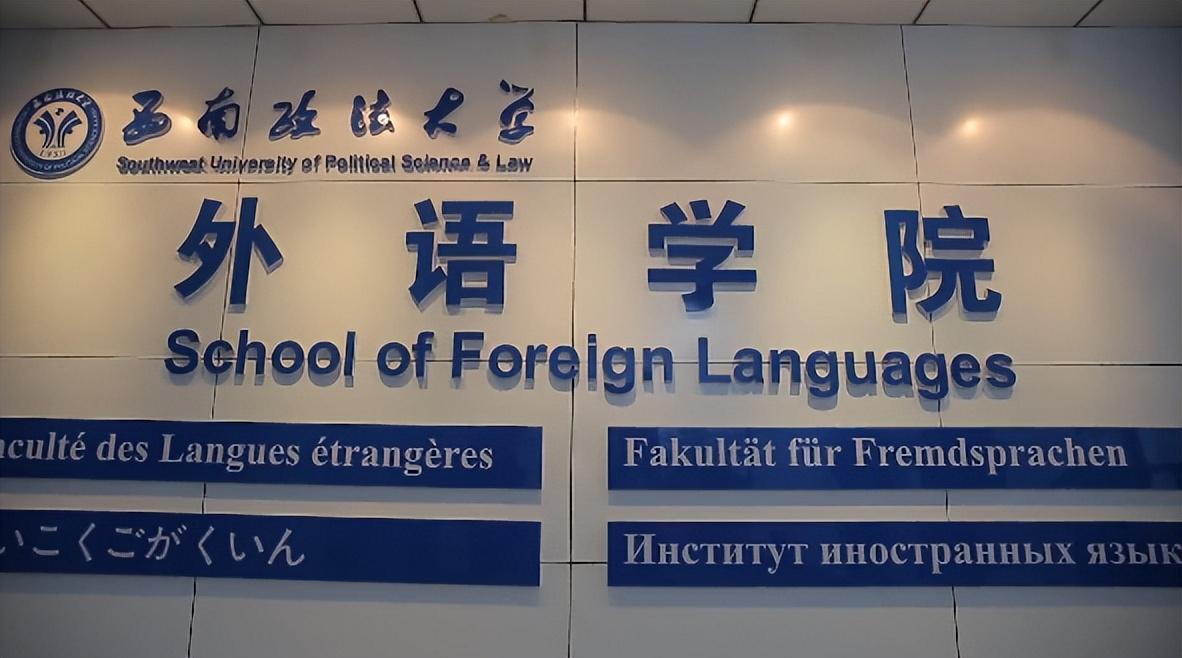 西南政法大学
Southwest University of Political Science & Law
外语学院
School of Foreign Languages
aculté des Langues étrangères
Fakultät für Fremdsprachen
いこくごがくいん
Институт иностранных язык